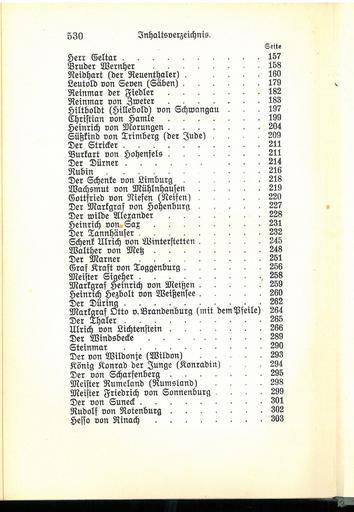 530 Inhaltsverzeichnis.
Seite
Herr Geltar . . . . . . . . . . 157
Bruder Wernher . . . . . . . . 158
Neidhart (der Reuenthaler) . . . . . 160
Leutold von Seven (Säben) . . . . . 179
Reinmar der Fiedler . . . . . . . 182
Reinmar von Zweter . . . . . . . 183
Hiltboldt (Hillebold) von Schwangau . . . 197
Christian von Hamle . . . . . . . 199
Heinrich von Morungen . . . . . . 204
Süßkind von Trimberg (der Jude) . . . . 209
Der Stricker . . . . . . . . . . 211
Burkart von Hohenfels . . . . . . 211
Der Dürner . . . . . . . . . . 214
Rubin . . . . . . . . . . . . 216
Der Schenke von Limburg . . . . . 218
Wachsmut von Mühlnhausen . . . . 219
Gottfried von Niesen (Neifen) . . . . . 220
Der Markgraf von Hohenburg . . . . . 227
Der wilde Alexander . . . . . . . 228
Heinrich von Sax . . . . . . . . 231
Der Tannhäuser . . . . . . . . . 232
Schenk Ulrich von Winterstetten . . . . 245
Walther von Metz . . . . . . . . 248
Der Marner . . . . . . . . . . 251
Graf Kraft von Toggenburg . . . . . 256
Meister Sigeher . . . . . . . . . 258
Markgraf Heinrich von Meißen . . . . 259
Heinrich Hezbolt von Weißensee . . . . 260
Der Düring . . . . . . . . . . 262
Markgraf Otto v. Brandenburg (mit dem Pfeile) 264
Der Thaler . . . . . . . . . . 265
Ulrich von Lichtenstein . . . . . . 266
Der Windsbecke . . . . . . . . 289
Steinmar . . . . . . . . . . . 290
Der von Wildonje (Wildon) . . . . . 293
König Konrad der Junge (Konradin) . . . 294
Der von Scharfenberg . . . . . . . 295
Meister Rumeland (Rumsland) . . . . 298
Meister Friedrich von Sonnenburg . . . 299
Der von Suneck . . . . . . . . . 301
Rudolf von Rotenburg . . . . . . . 302
Hesso von Rinach . . . . . . . . 303